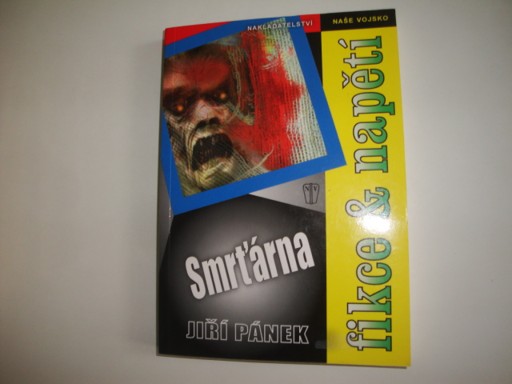 NAKLADATELSTVÍ
NAŠE VOJSKO
fikce & napětí
Smrťárna
JIŘÍ PÁNEK